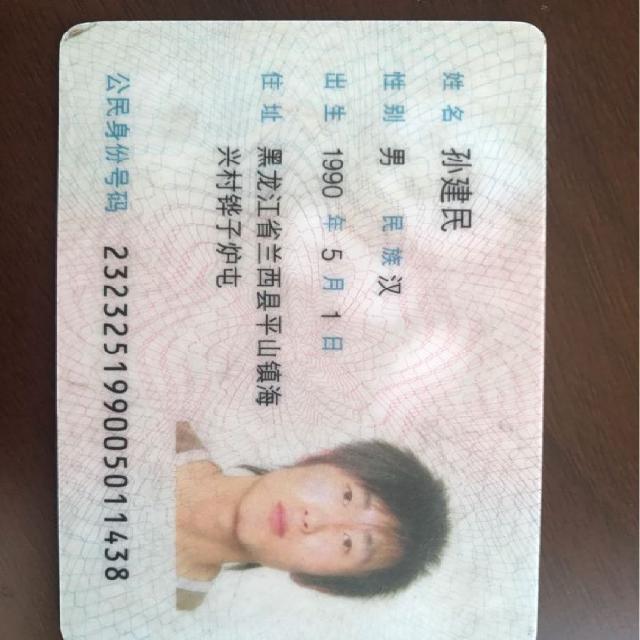 姓名 孙建民
性别 男 民族 汉
出生 1990 年 5 月 1 日
住址 黑龙江省兰西县平山镇海
兴村铧子炉屯
公民身份号码 232325199005011438